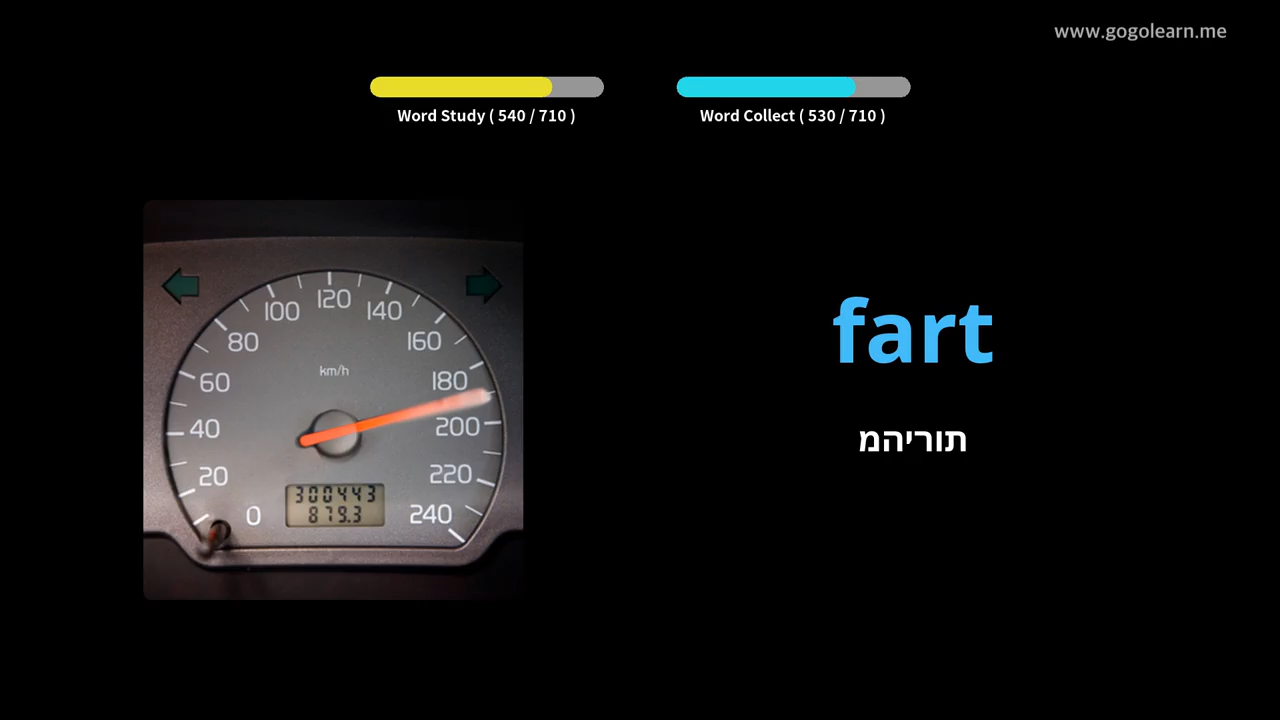 www.gogolearn.me
Word Study ( 540 / 710 )
Word Collect ( 530 / 710 )
0
20
40
60
80
100
120
140
160
180
200
220
240
km/h
300443
879.3
fart
תוריהמ